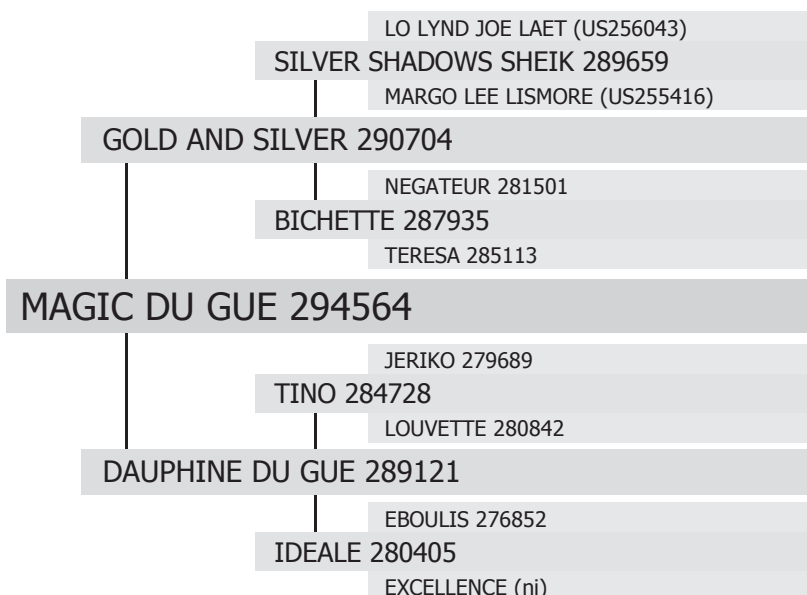 LO LYND JOE LAET (US256043)
SILVER SHADOWS SHEIK 289659
MARGO LEE LISMORE (US255416)
GOLD AND SILVER 290704
NEGATEUR 281501
BICHETTE 287935
TERESA 285113
MAGIC DU GUE 294564
JERIKO 279689
TINO 284728
LOUVETTE 280842
DAUPHINE DU GUE 289121
EBOULIS 276852
IDEALE 280405
EXCELLENCE (ni)